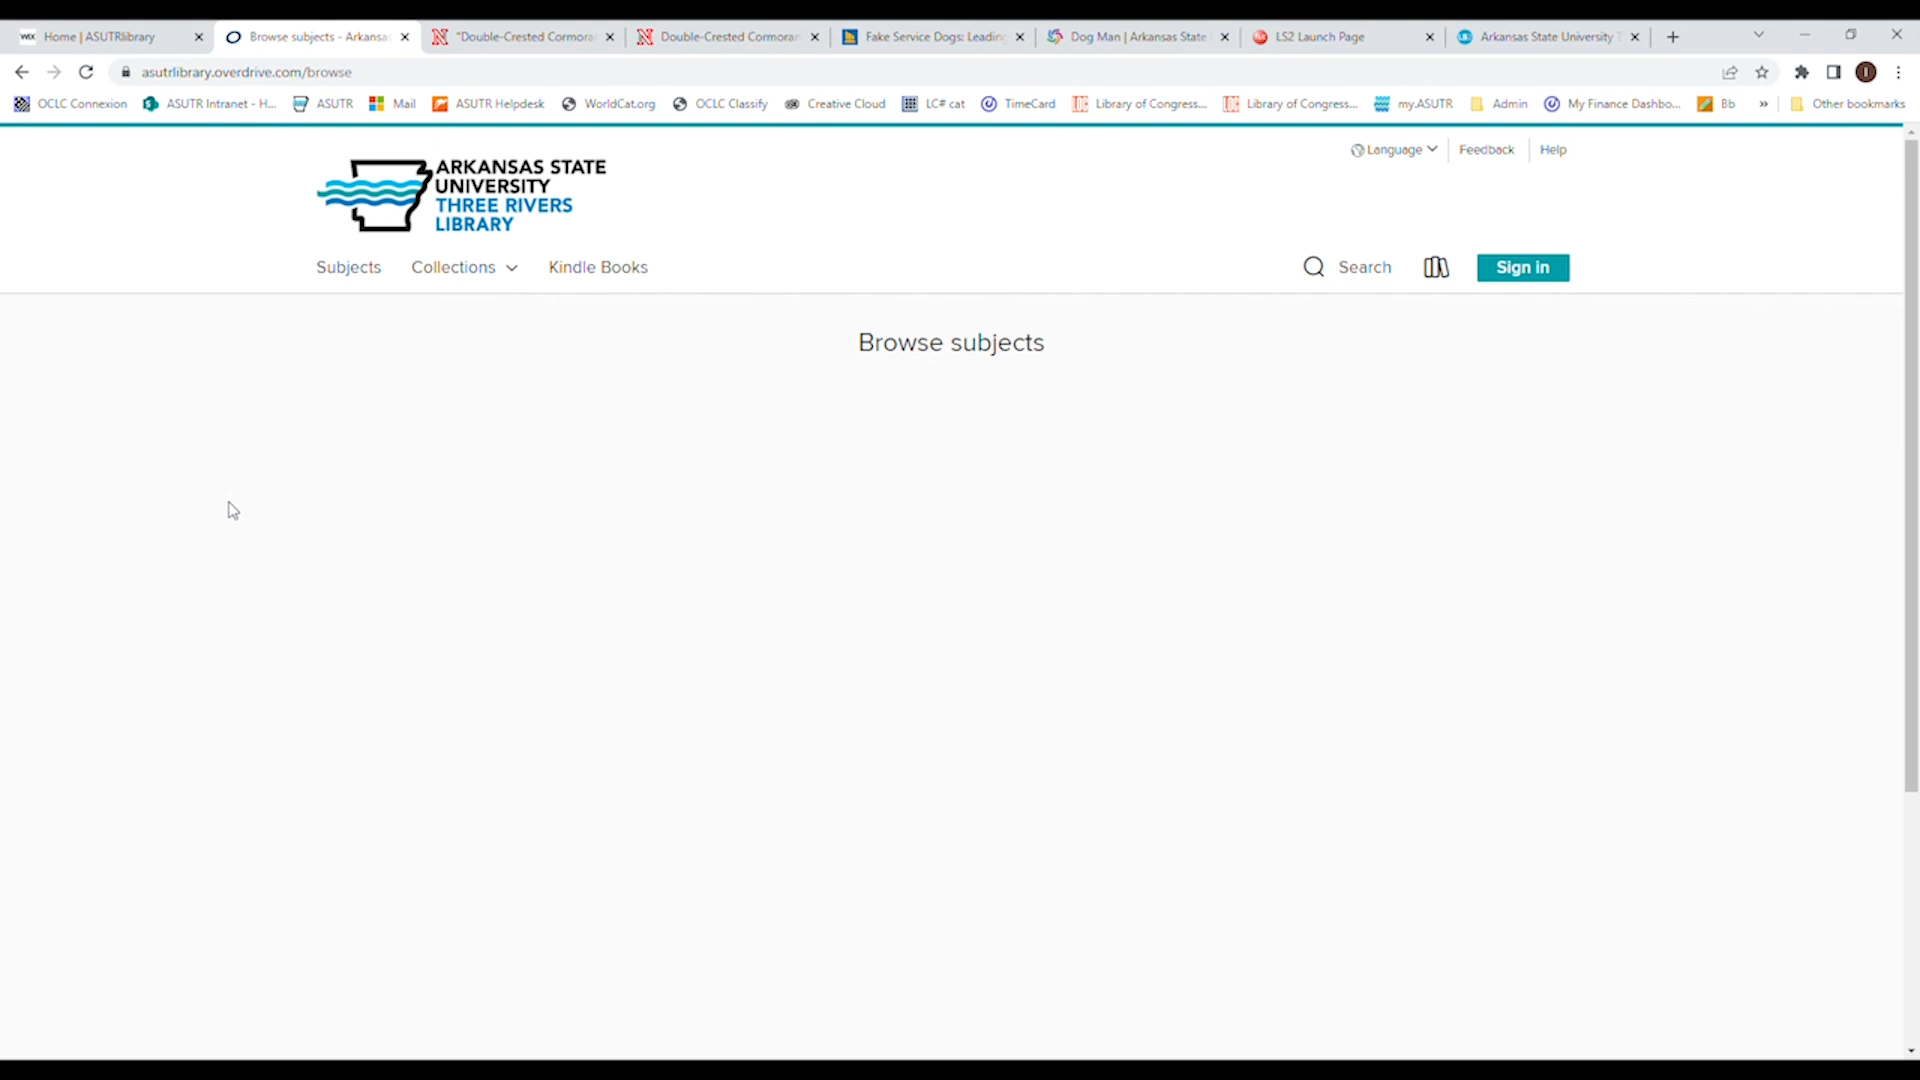 Home | ASUTRlibrary
Browse subjects - Arkansas
"Double-Crested Cormora
Double-Crested Cormoran
Fake Service Dogs: Leading
Dog Man | Arkansas State
LS2 Launch Page
Arkansas State University
asutrlibrary.overdrive.com/browse
OCLC Connexion
ASUTR Intranet - H...
ASUTR
Mail
ASUTR Helpdesk
WorldCat.org
OCLC Classify
Creative Cloud
LC# cat
TimeCard
Library of Congress...
Library of Congress...
my.ASUTR
Admin
My Finance Dashbo...
Bb
»
Other bookmarks
Language
Feedback
Help
ARKANSAS STATE
UNIVERSITY
THREE RIVERS
LIBRARY
Subjects
Collections
Kindle Books
Search
Sign in
Browse subjects